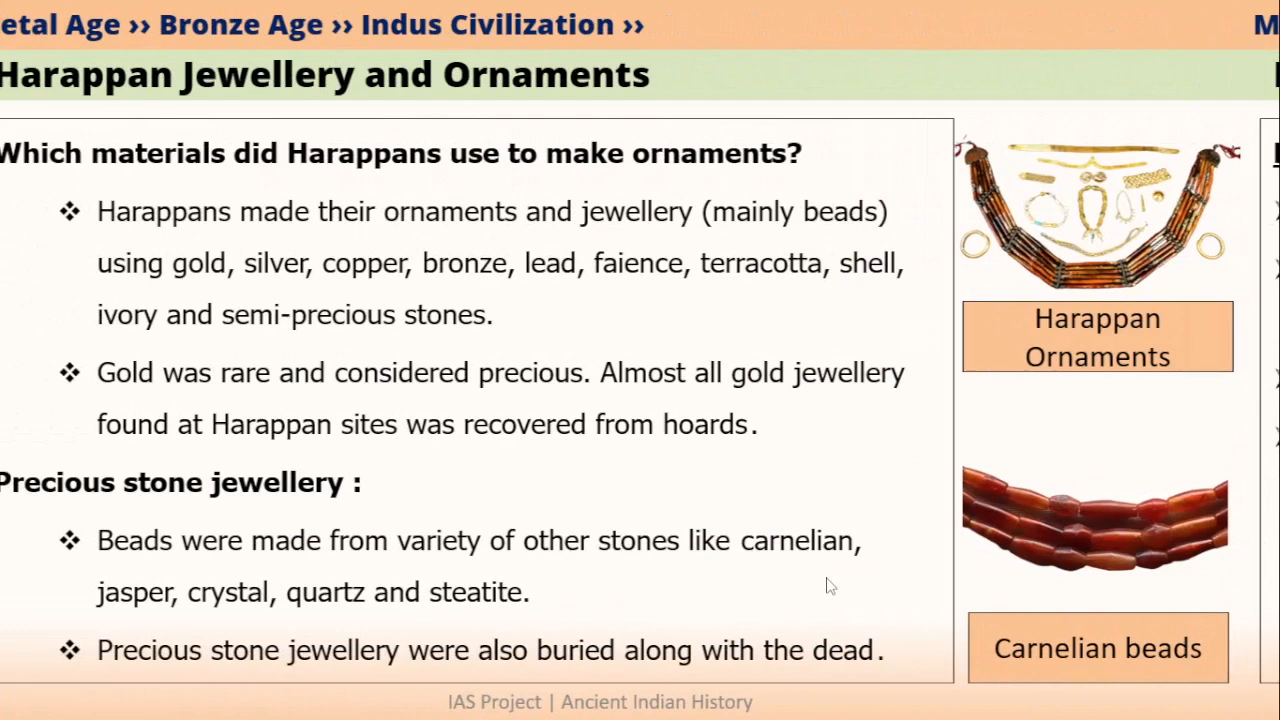 etal Age ›› Bronze Age ›› Indus Civilization ›› M
Harappan Jewellery and Ornaments
Which materials did Harappans use to make ornaments?
❖ Harappans made their ornaments and jewellery (mainly beads)
using gold, silver, copper, bronze, lead, faience, terracotta, shell,
ivory and semi-precious stones.
❖ Gold was rare and considered precious. Almost all gold jewellery
found at Harappan sites was recovered from hoards.
Precious stone jewellery :
❖ Beads were made from variety of other stones like carnelian,
jasper, crystal, quartz and steatite.
❖ Precious stone jewellery were also buried along with the dead.
Harappan
Ornaments
Carnelian beads
IAS Project | Ancient Indian History